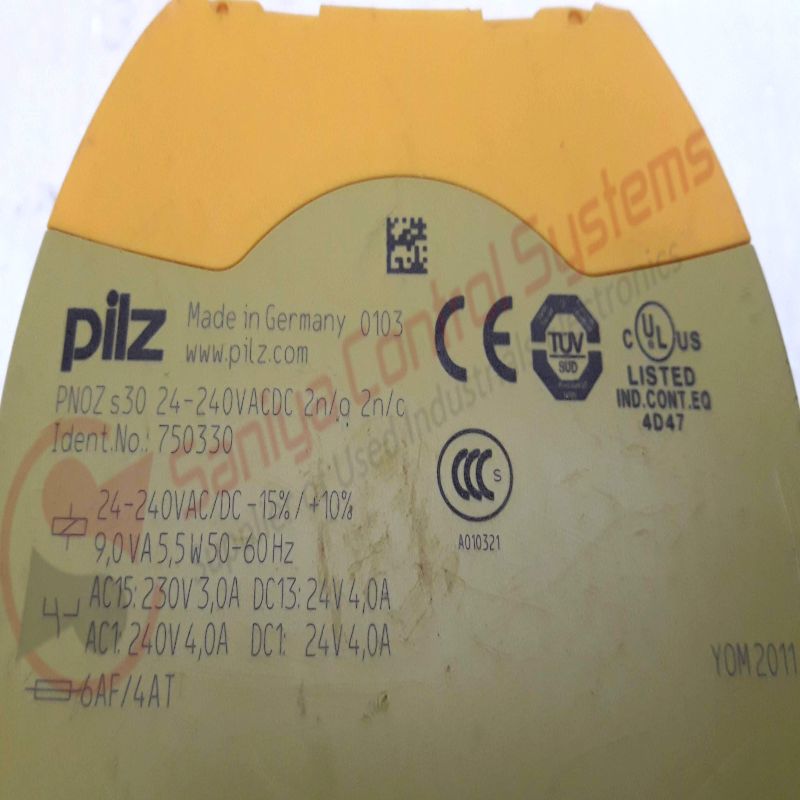 pilz Made in Germany 0103
www.pilz.com
CE
TÜV
SÜD
C UL US
LISTED
IND.CONT.EQ
4D47
PNOZ s30 24-240VACDC 2n/o 2n/c
Ident.No.: 750330
CCC S
A010321
24-240VAC/DC -15% / +10%
9,0VA 5,5W 50-60Hz
AC15: 230V 3,0A DC13: 24V 4,0A
AC1: 240V 4,0A DC1: 24V 4,0A
6AF/4AT
YOM 2011
Saniya Control Systems
Supplier of Used Industrial Electronics